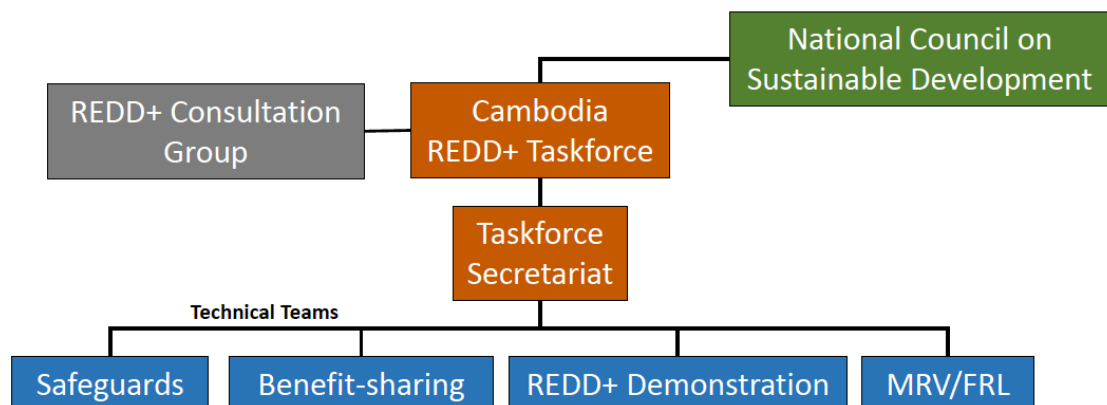 National Council on
Sustainable Development
REDD+ Consultation
Group
Cambodia
REDD+ Taskforce
Taskforce
Secretariat
Technical Teams
Safeguards
Benefit-sharing
REDD+ Demonstration
MRV/FRL